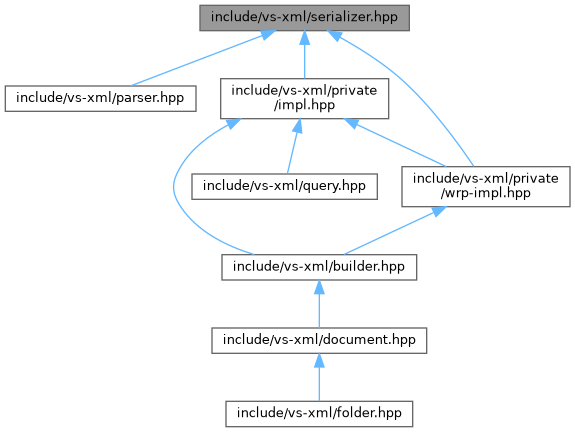 include/vs-xml/serializer.hpp
include/vs-xml/parser.hpp
include/vs-xml/private
/impl.hpp
include/vs-xml/query.hpp
include/vs-xml/private
/wrp-impl.hpp
include/vs-xml/builder.hpp
include/vs-xml/document.hpp
include/vs-xml/folder.hpp